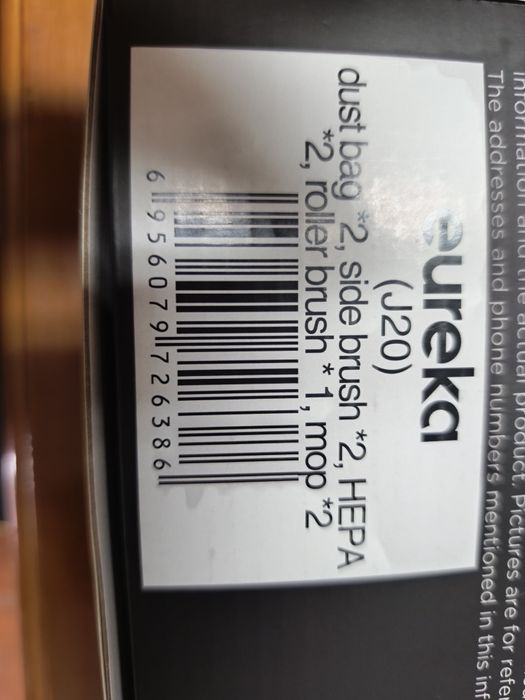 The addresses and phone numbers mentioned in this inf
eureka
(J20)
dust bag *2, side brush *2, HEPA
*2, roller brush * 1, mop *2
6 956079 726386